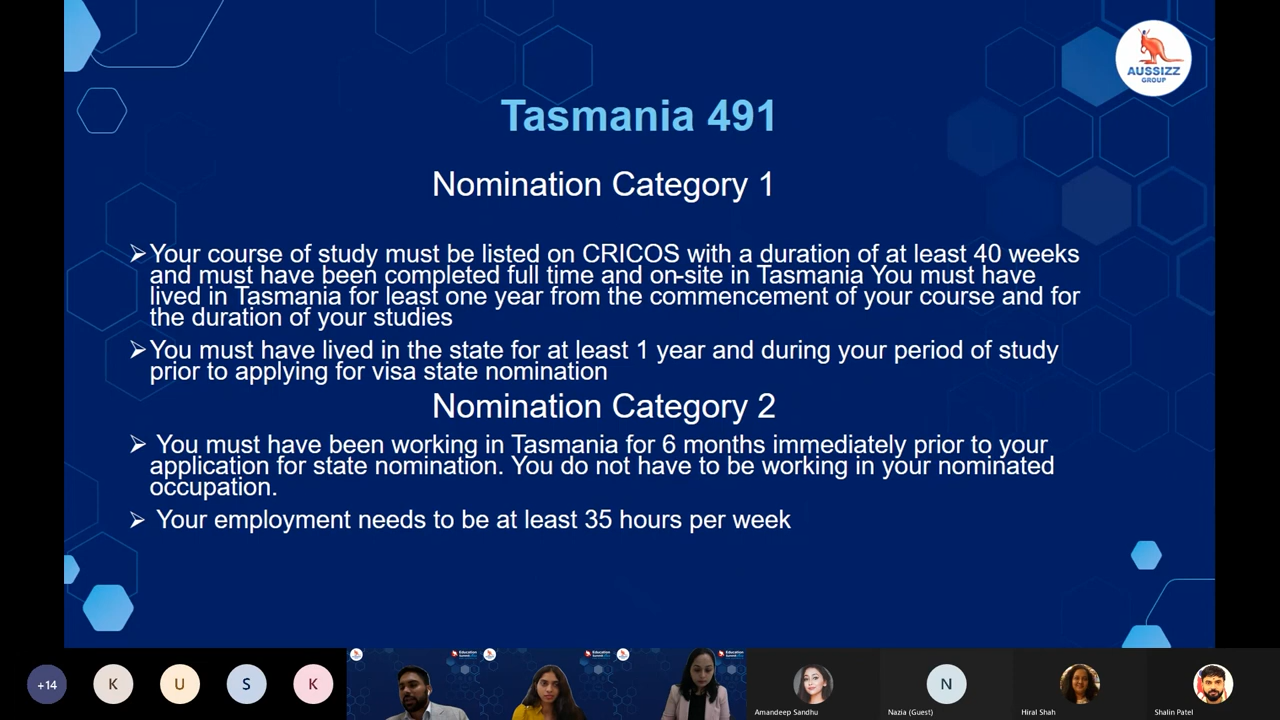 AUSSIZZ
GROUP
Tasmania 491
Nomination Category 1
➢Your course of study must be listed on CRICOS with a duration of at least 40 weeks
and must have been completed full time and on-site in Tasmania You must have
lived in Tasmania for least one year from the commencement of your course and for
the duration of your studies
➢You must have lived in the state for at least 1 year and during your period of study
prior to applying for visa state nomination
Nomination Category 2
➢ You must have been working in Tasmania for 6 months immediately prior to your
application for state nomination. You do not have to be working in your nominated
occupation.
➢ Your employment needs to be at least 35 hours per week
+14
K
U
S
K
N
Amandeep Sandhu
Nazia (Guest)
Hiral Shah
Shalin Patel